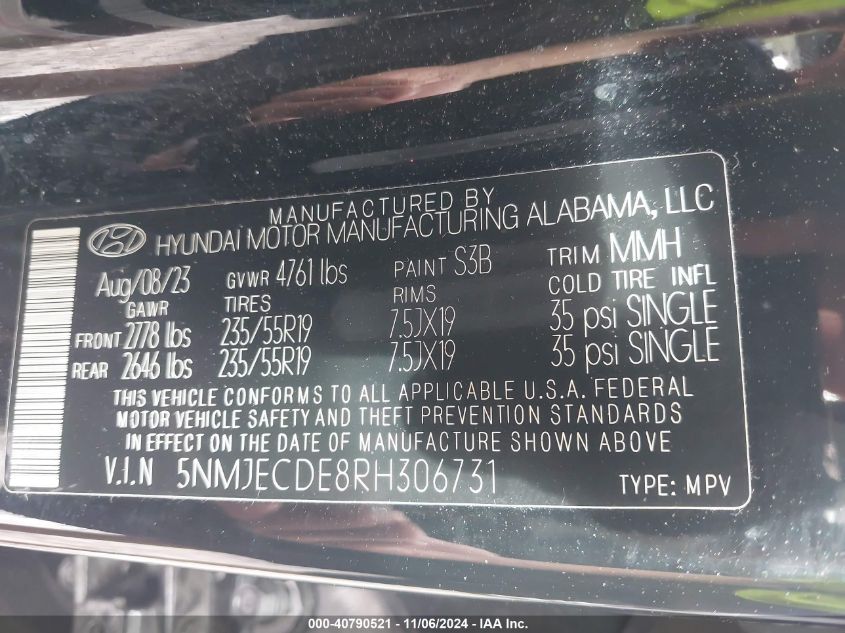 MANUFACTURED BY
HYUNDAI MOTOR MANUFACTURING ALABAMA, LLC
Aug/08/23 GVWR 4761 lbs PAINT S3B TRIM MMH
GAWR TIRES RIMS COLD TIRE INFL
FRONT 2778 lbs 235/55R19 7.5JX19 35 psi SINGLE
REAR 2646 lbs 235/55R19 7.5JX19 35 psi SINGLE
THIS VEHICLE CONFORMS TO ALL APPLICABLE U.S.A. FEDERAL
MOTOR VEHICLE SAFETY AND THEFT PREVENTION STANDARDS
IN EFFECT ON THE DATE OF MANUFACTURE SHOWN ABOVE
V.I.N 5NMJECDE8RH306731 TYPE: MPV
000-40790521 - 11/06/2024 - IAA Inc.